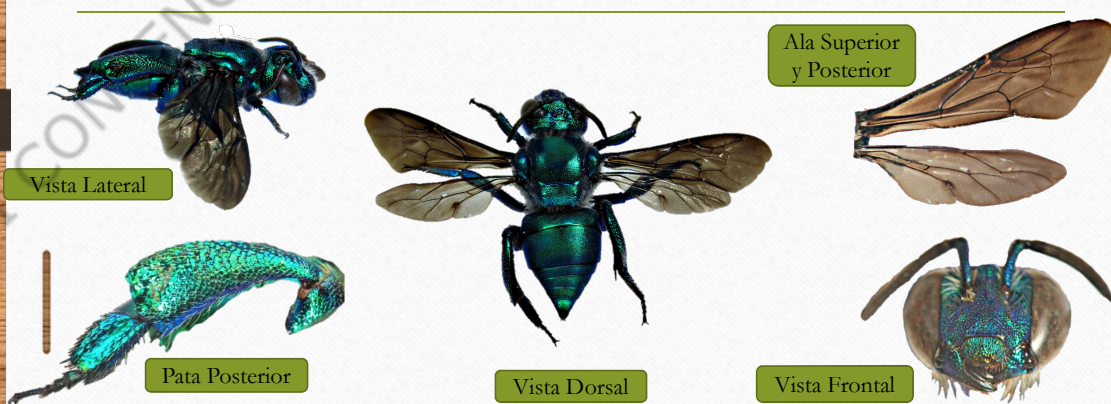 Ala Superior
y Posterior
Vista Lateral
Pata Posterior
Vista Dorsal
Vista Frontal